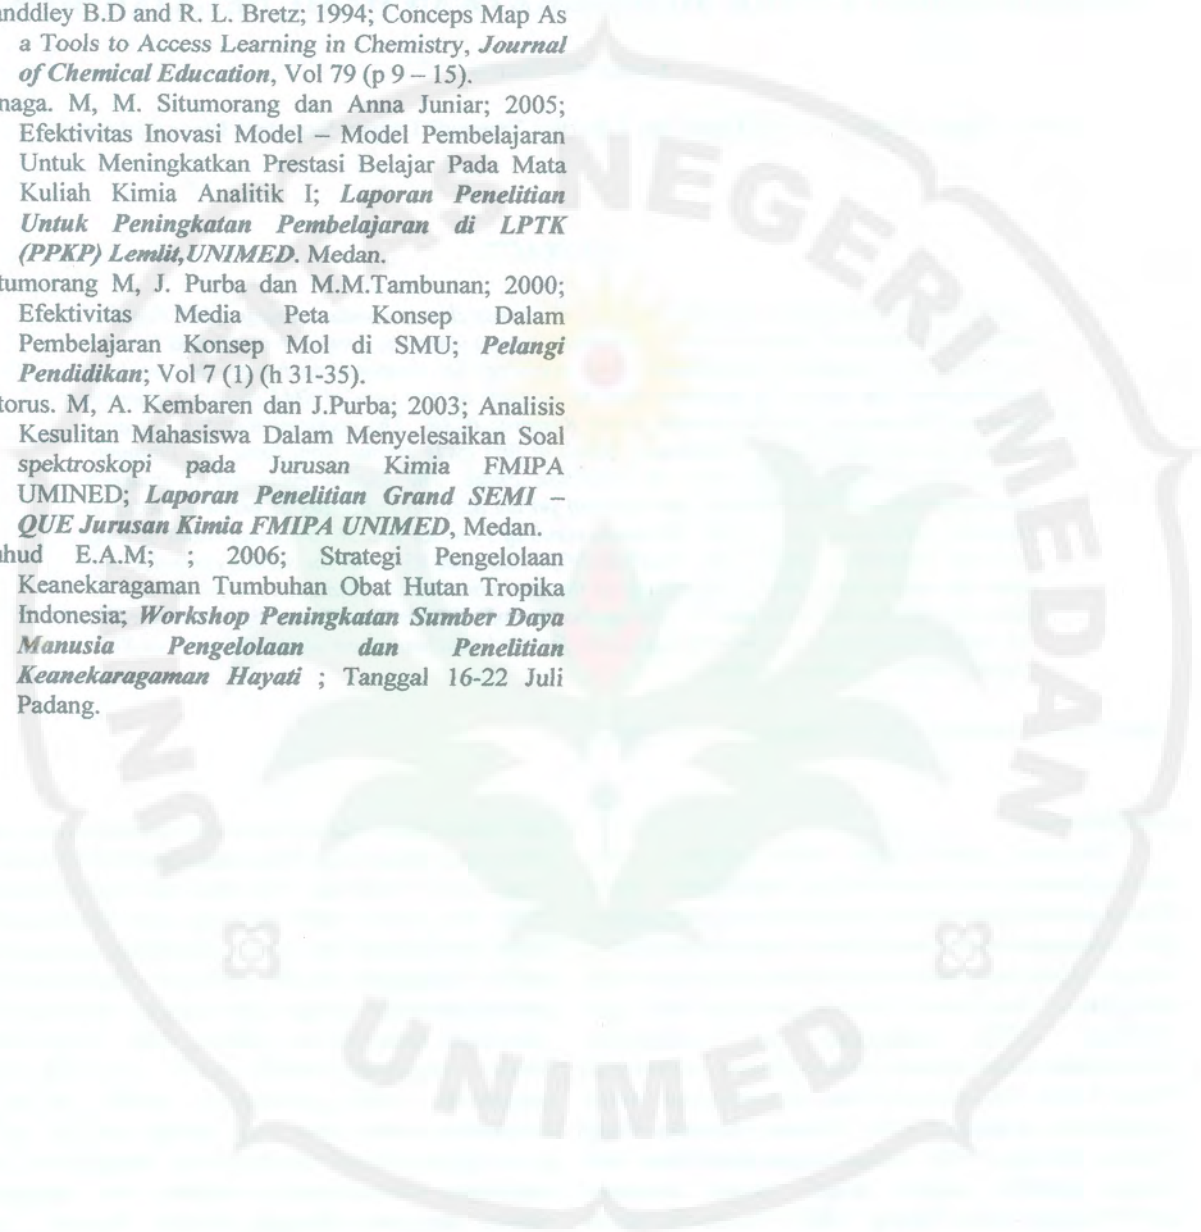 nddley B.D and R. L. Bretz; 1994; Conceps Map As
a Tools to Access Learning in Chemistry, Journal
of Chemical Education, Vol 79 (p 9 – 15).
naga. M, M. Situmorang dan Anna Juniar; 2005;
Efektivitas Inovasi Model – Model Pembelajaran
Untuk Meningkatkan Prestasi Belajar Pada Mata
Kuliah Kimia Analitik I; Laporan Penelitian
Untuk Peningkatan Pembelajaran di LPTK
(PPKP) Lemlit,UNIMED. Medan.
tumorang M, J. Purba dan M.M.Tambunan; 2000;
Efektivitas Media Peta Konsep Dalam
Pembelajaran Konsep Mol di SMU; Pelangi
Pendidikan; Vol 7 (1) (h 31-35).
torus. M, A. Kembaren dan J.Purba; 2003; Analisis
Kesulitan Mahasiswa Dalam Menyelesaikan Soal
spektroskopi pada Jurusan Kimia FMIPA
UMINED; Laporan Penelitian Grand SEMI –
QUE Jurusan Kimia FMIPA UNIMED, Medan.
hud E.A.M; ; 2006; Strategi Pengelolaan
Keanekaragaman Tumbuhan Obat Hutan Tropika
Indonesia; Workshop Peningkatan Sumber Daya
Manusia Pengelolaan dan Penelitian
Keanekaragaman Hayati ; Tanggal 16-22 Juli
Padang.
UNIVERSITAS NEGERI MEDAN
UNIMED